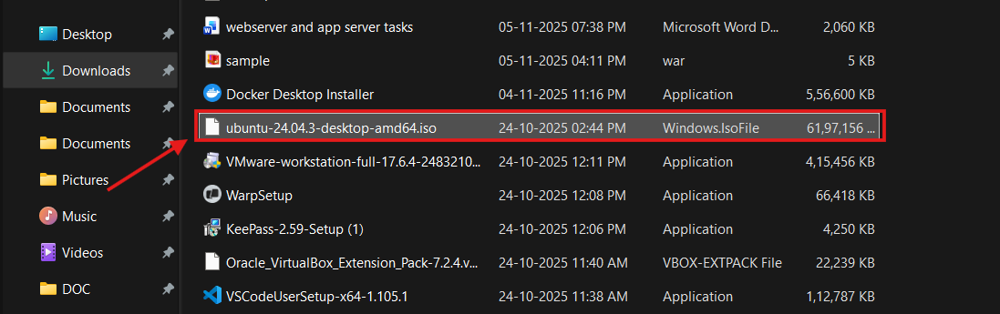 Desktop
Downloads
Documents
Documents
Pictures
Music
Videos
DOC
webserver and app server tasks 05-11-2025 07:38 PM Microsoft Word D... 2,060 KB
sample 05-11-2025 04:11 PM war 5 KB
Docker Desktop Installer 04-11-2025 11:16 PM Application 5,56,600 KB
ubuntu-24.04.3-desktop-amd64.iso 24-10-2025 02:44 PM Windows.IsoFile 61,97,156 ...
VMware-workstation-full-17.6.4-2483210... 24-10-2025 12:11 PM Application 4,15,456 KB
WarpSetup 24-10-2025 12:08 PM Application 66,418 KB
KeePass-2.59-Setup (1) 24-10-2025 12:06 PM Application 4,250 KB
Oracle_VirtualBox_Extension_Pack-7.2.4.v... 24-10-2025 11:40 AM VBOX-EXTPACK File 22,239 KB
VSCodeUserSetup-x64-1.105.1 24-10-2025 11:38 AM Application 1,12,787 KB